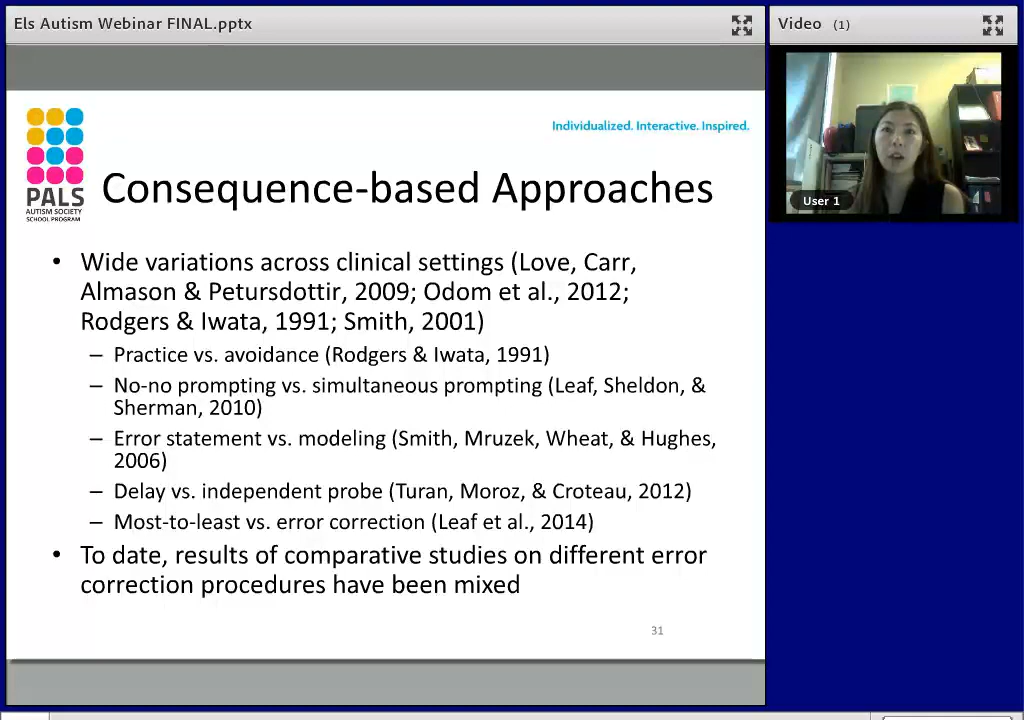 Els Autism Webinar FINAL.pptx
Video (1)
Individualized. Interactive. Inspired.
PALS
AUTISM SOCIETY
SCHOOL PROGRAM
Consequence-based Approaches
User 1
• Wide variations across clinical settings (Love, Carr,
Almason & Petursdottir, 2009; Odom et al., 2012;
Rodgers & Iwata, 1991; Smith, 2001)
– Practice vs. avoidance (Rodgers & Iwata, 1991)
– No-no prompting vs. simultaneous prompting (Leaf, Sheldon, &
Sherman, 2010)
– Error statement vs. modeling (Smith, Mruzek, Wheat, & Hughes,
2006)
– Delay vs. independent probe (Turan, Moroz, & Croteau, 2012)
– Most-to-least vs. error correction (Leaf et al., 2014)
• To date, results of comparative studies on different error
correction procedures have been mixed
31